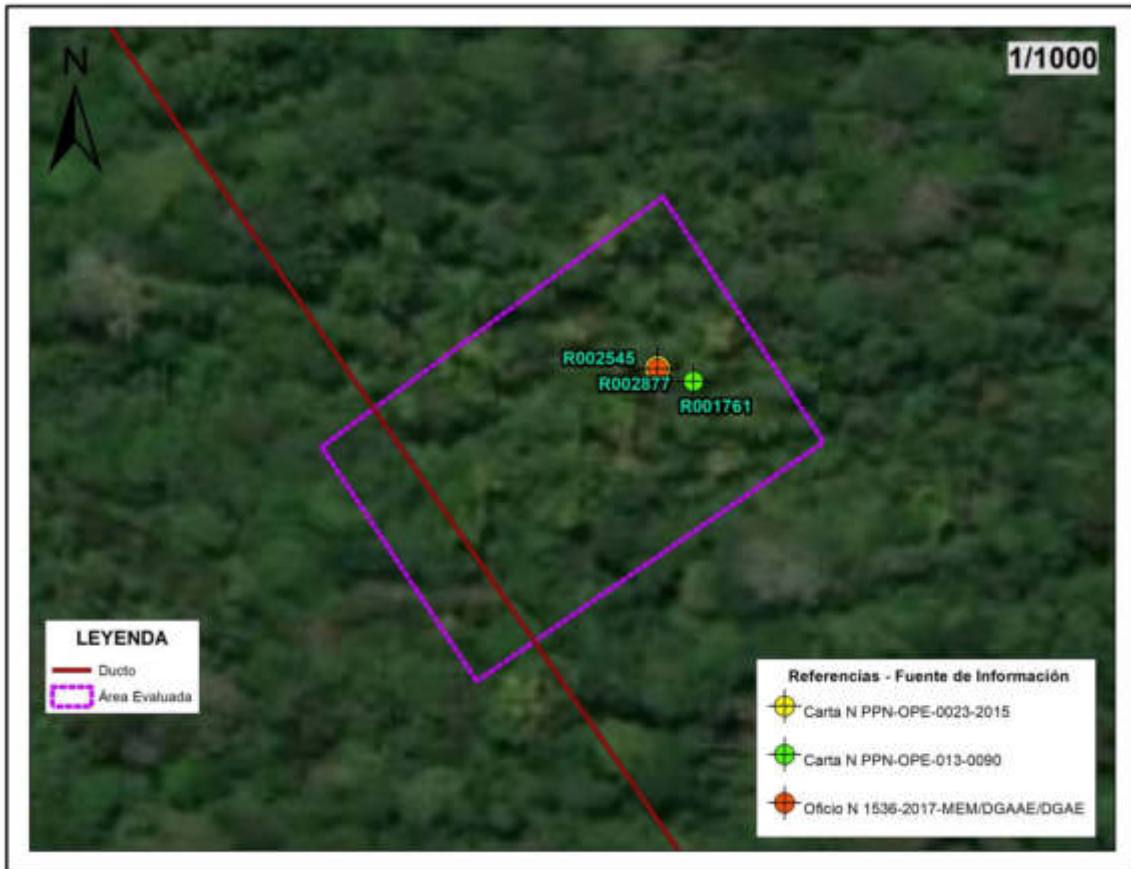 N
1/1000
R002545
R002877
R001761
LEYENDA
Ducto
Área Evaluada
Referencias - Fuente de Información
Carta N PPN-OPE-0023-2015
Carta N PPN-OPE-013-0090
Oficio N 1536-2017-MEM/DGAAE/DGAE